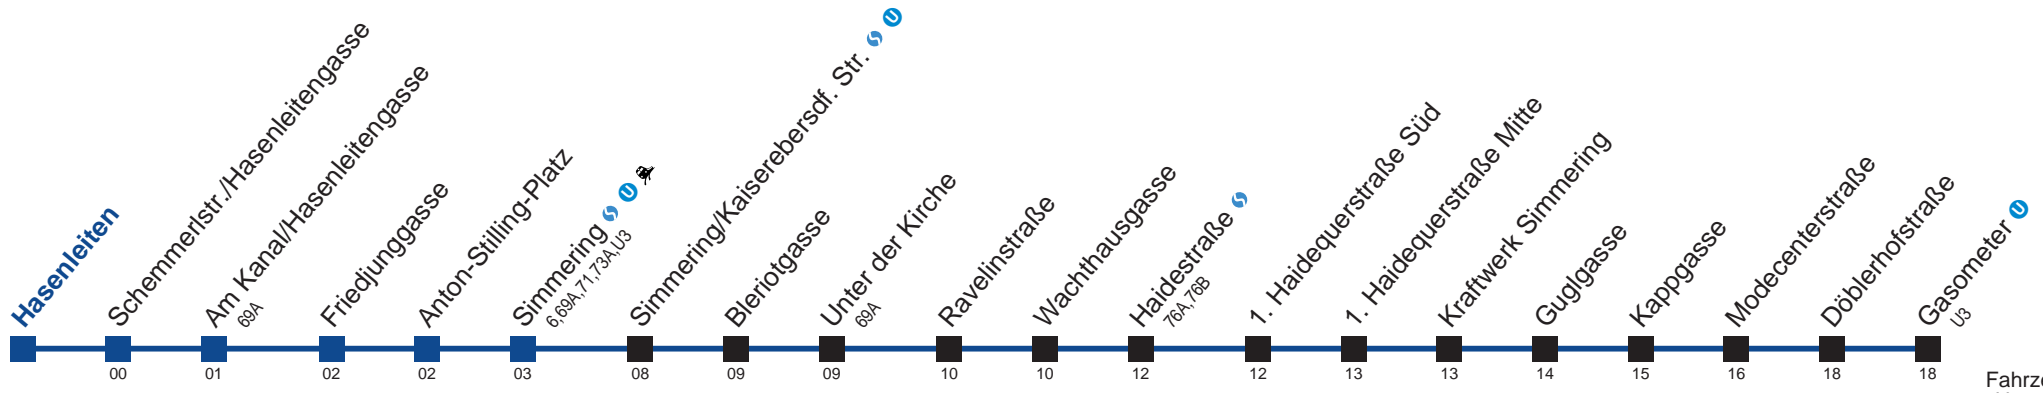 Hasenleiten
Schemmerlstr./Hasenleitengasse
Am Kanal/Hasenleitengasse
69A
Friedjunggasse
Anton-Stilling-Platz
Simmering S U
6,69A,71,73A,U3
Simmering/Kaiserebersdf. Str. S U
Bleriotgasse
Unter der Kirche
69A
Ravelinstraße
Wachthausgasse
Haidestraße S
76A,76B
1. Haidequerstraße Süd
1. Haidequerstraße Mitte
Kraftwerk Simmering
Guglgasse
Kappgasse
Modecenterstraße
Döblerhofstraße
Gasometer U
U3
00 01 02 02 03 08 09 09 10 10 12 12 13 13 14 15 16 18 18